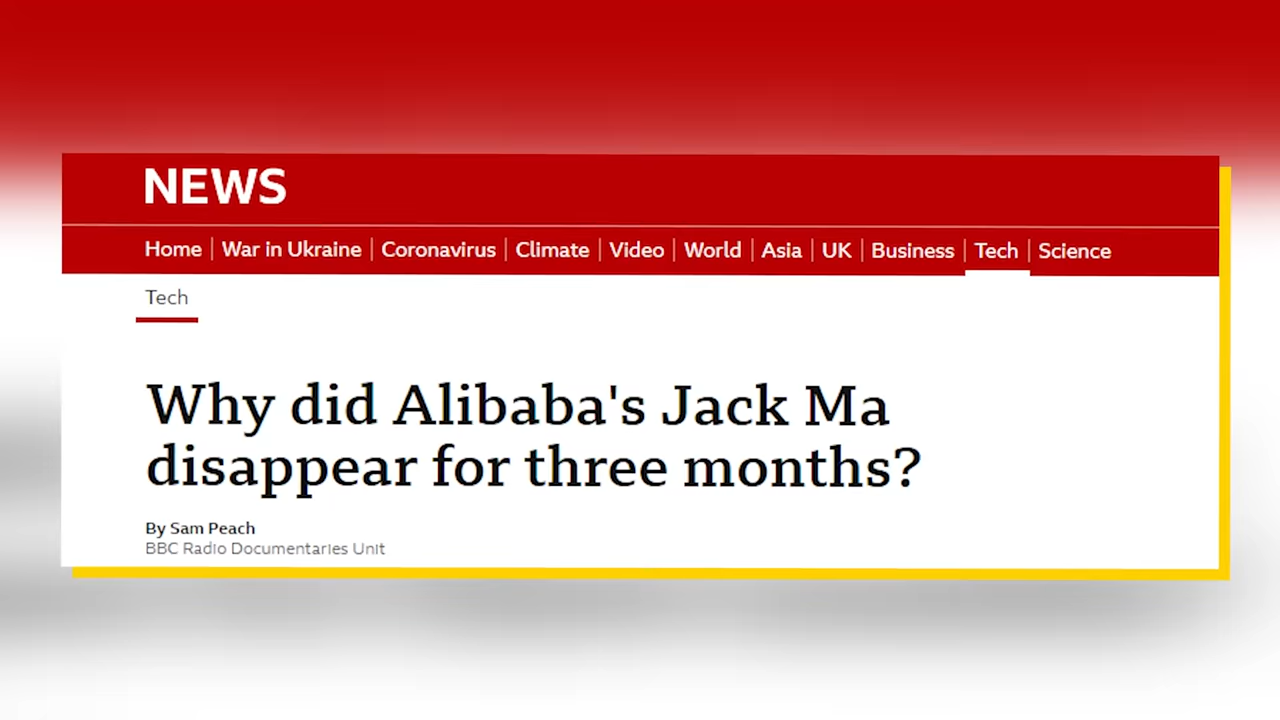 NEWS
Home War in Ukraine Coronavirus Climate Video World Asia UK Business Tech Science
Tech
Why did Alibaba's Jack Ma
disappear for three months?
By Sam Peach
BBC Radio Documentaries Unit